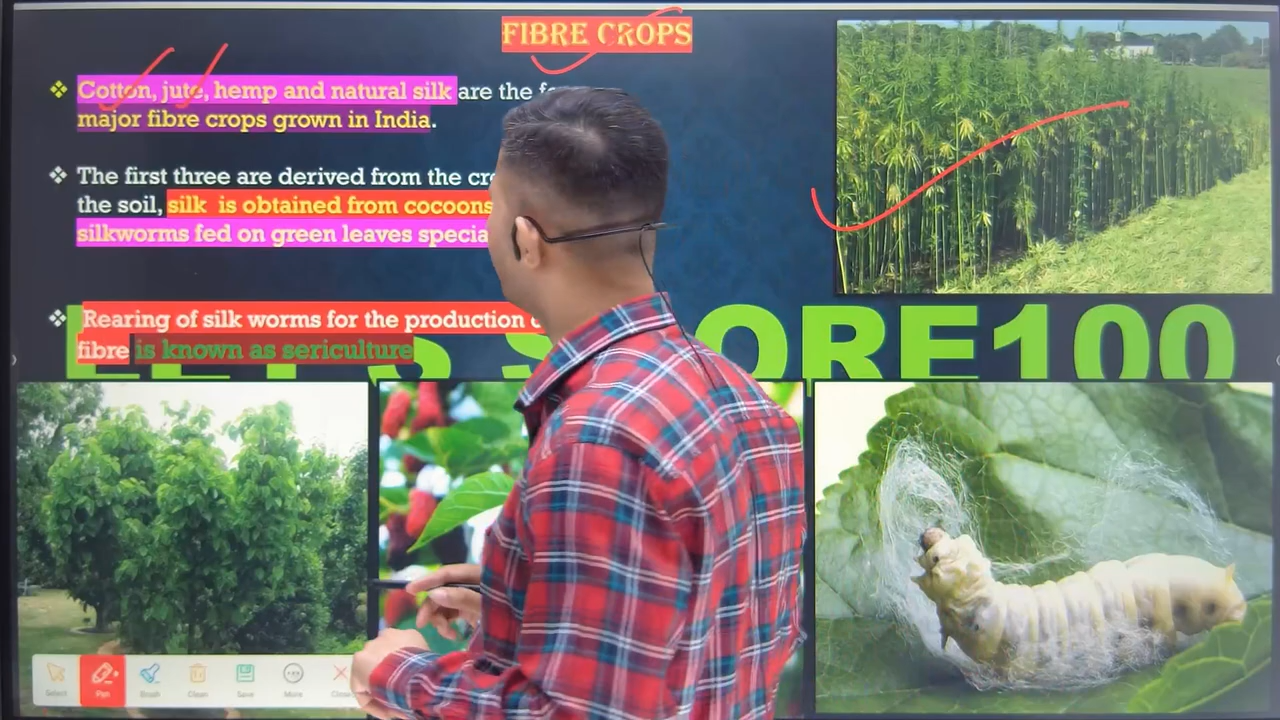 FIBRE CROPS
Cotton, jute, hemp and natural silk are the
major fibre crops grown in India.
The first three are derived from the
the soil, silk is obtained from cocoons
silkworms fed on green leaves
Rearing of silk worms for the production
fibre is known as sericulture
ORE100
Select
Pen
Brush
Clean
Save
More
Close